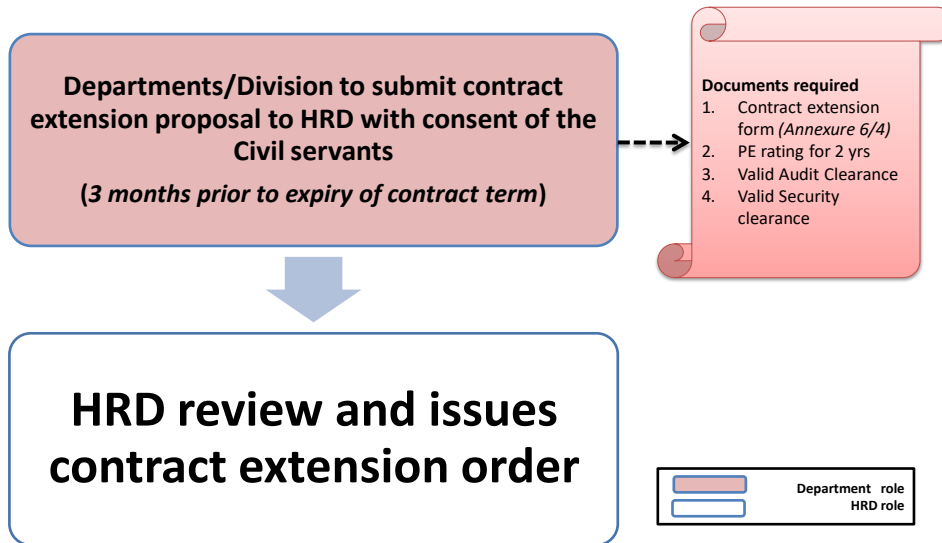 Departments/Division to submit contract
extension proposal to HRD with consent of the
Civil servants
(3 months prior to expiry of contract term)
Documents required
1. Contract extension
form (Annexure 6/4)
2. PE rating for 2 yrs
3. Valid Audit Clearance
4. Valid Security
clearance
HRD review and issues
contract extension order
Department role
HRD role